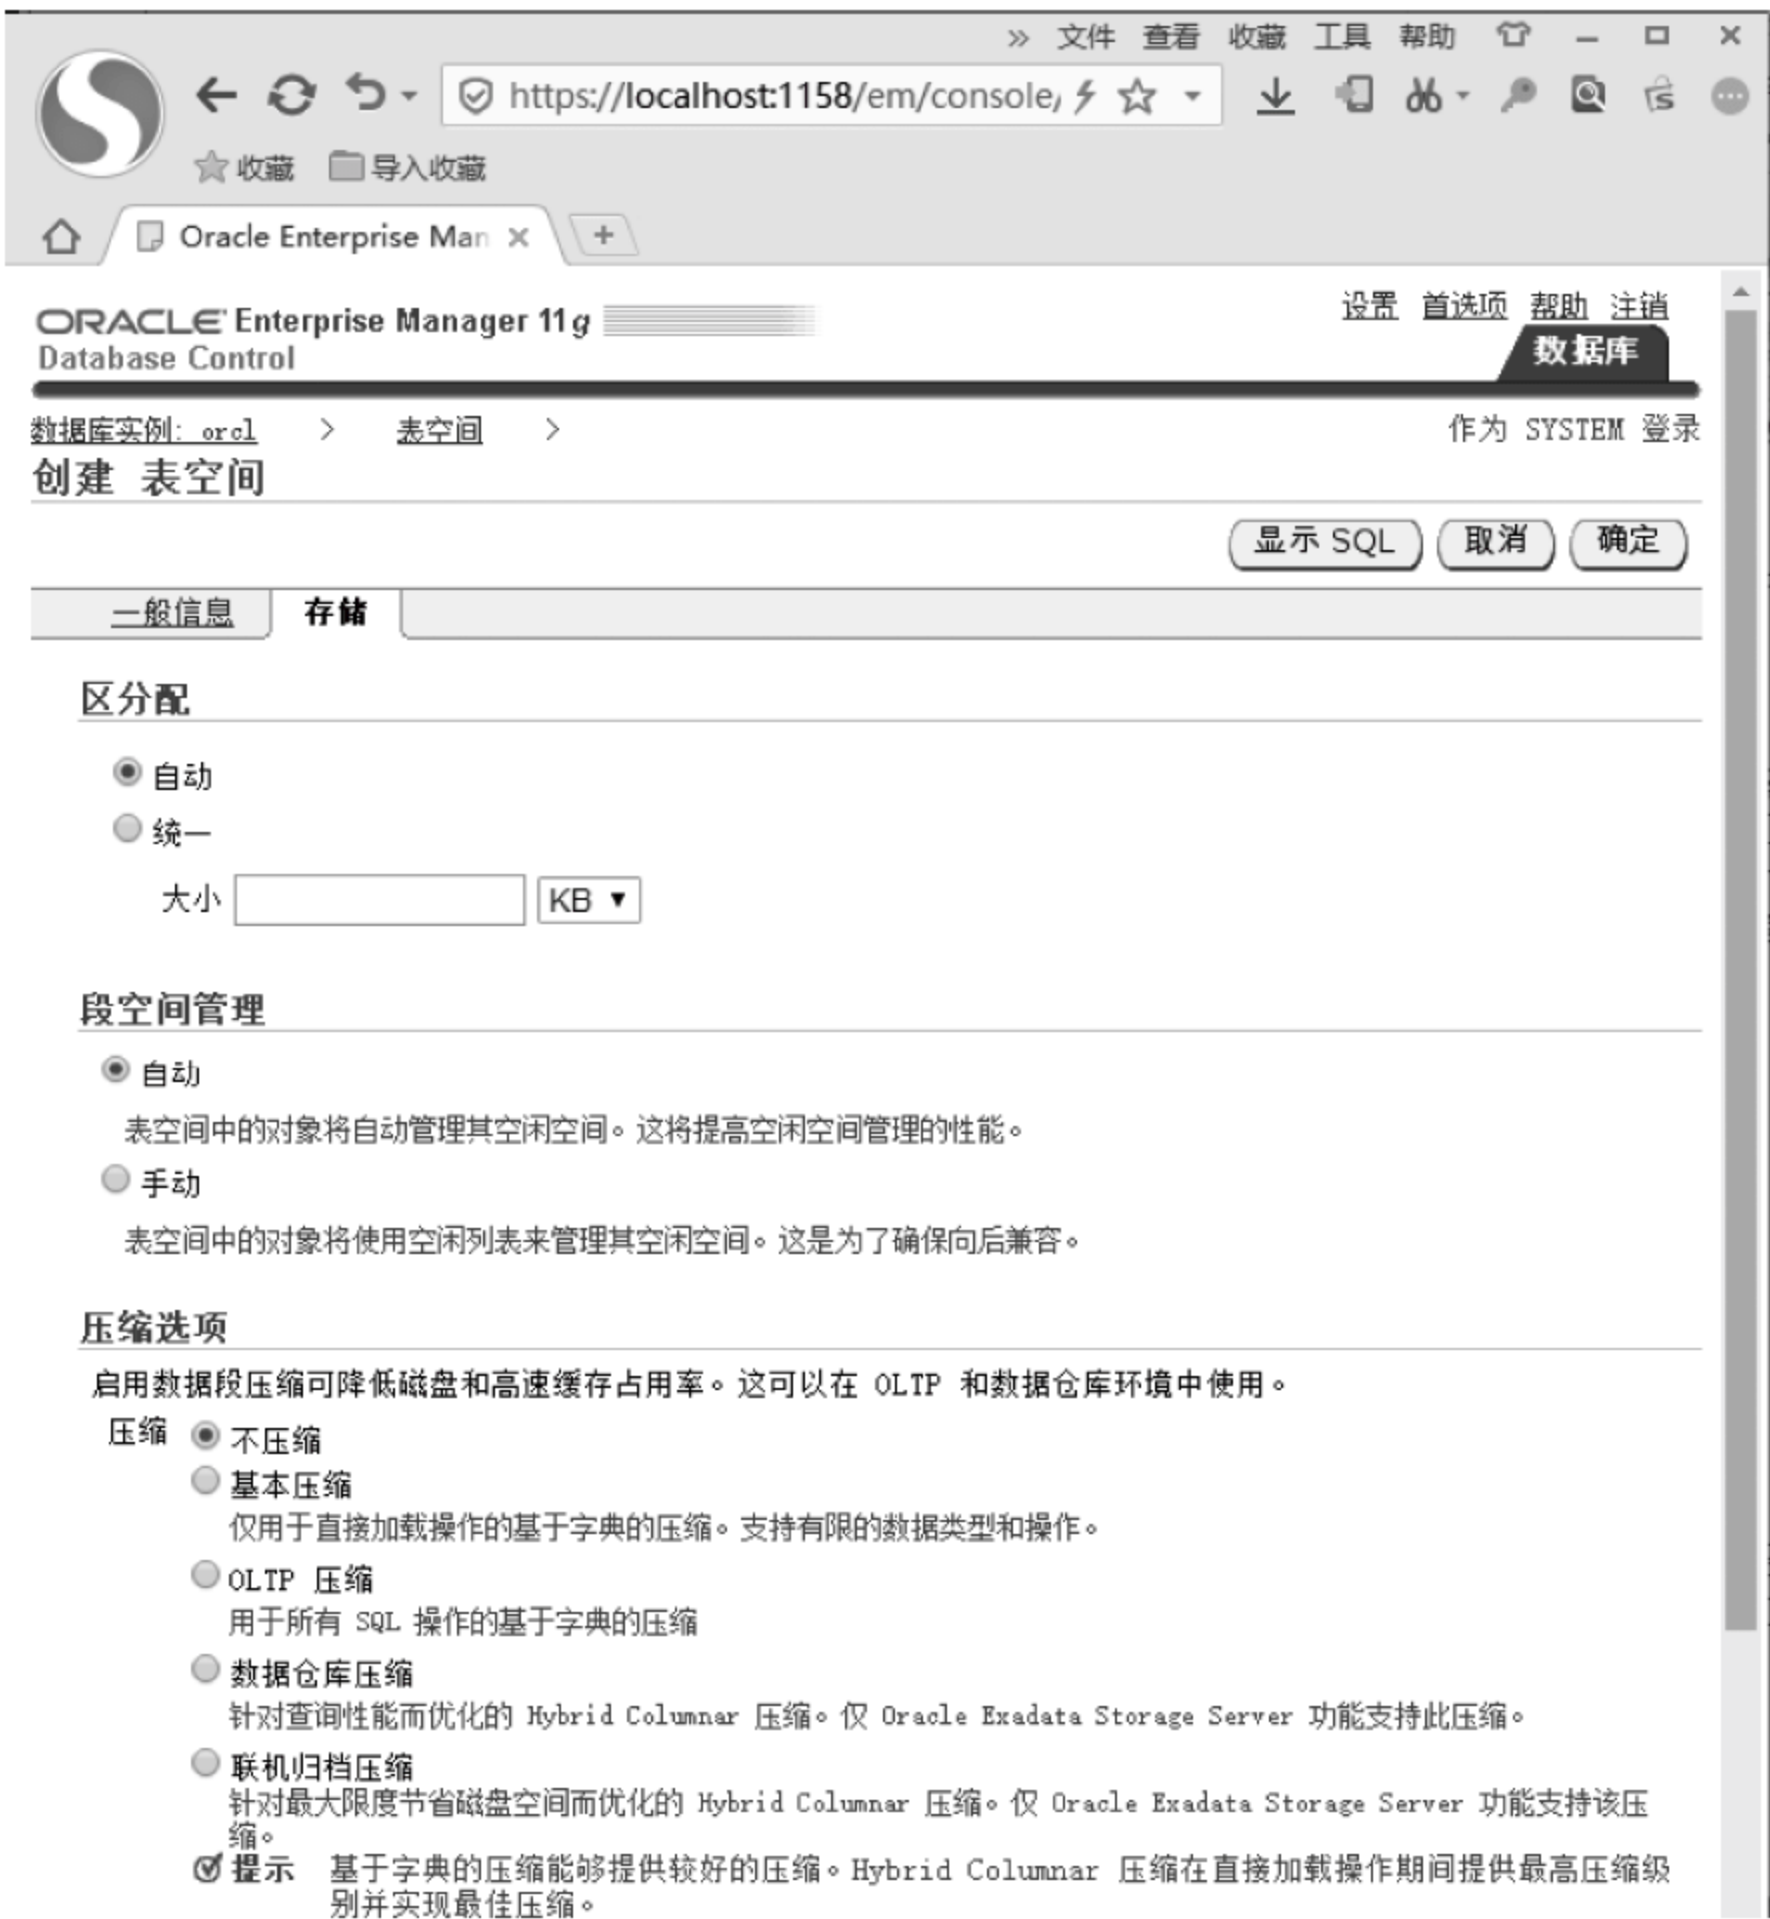 » 文件 查看 收藏 工具 帮助
https://localhost:1158/em/console/
收藏 导入收藏
Oracle Enterprise Man
设置 首选项 帮助 注销
ORACLE Enterprise Manager 11g
Database Control
数据库
数据库实例: orcl > 表空间 >
作为 SYSTEM 登录
创建 表空间
显示 SQL 取消 确定
一般信息 存储
区分配
自动
统一
大小 KB
段空间管理
自动
表空间中的对象将自动管理其空闲空间。这将提高空闲空间管理的性能。
手动
表空间中的对象将使用空闲列表来管理其空闲空间。这是为了确保向后兼容。
压缩选项
启用数据段压缩可降低磁盘和高速缓存占用率。这可以在 OLTP 和数据仓库环境中使用。
压缩 不压缩
基本压缩
仅用于直接加载操作的基于字典的压缩。支持有限的数据类型和操作。
OLTP 压缩
用于所有 SQL 操作的基于字典的压缩
数据仓库压缩
针对查询性能而优化的 Hybrid Columnar 压缩。仅 Oracle Exadata Storage Server 功能支持此压缩。
联机归档压缩
针对最大限度节省磁盘空间而优化的 Hybrid Columnar 压缩。仅 Oracle Exadata Storage Server 功能支持该压
缩。
提示 基于字典的压缩能够提供较好的压缩。Hybrid Columnar 压缩在直接加载操作期间提供最高压缩级
别并实现最佳压缩。